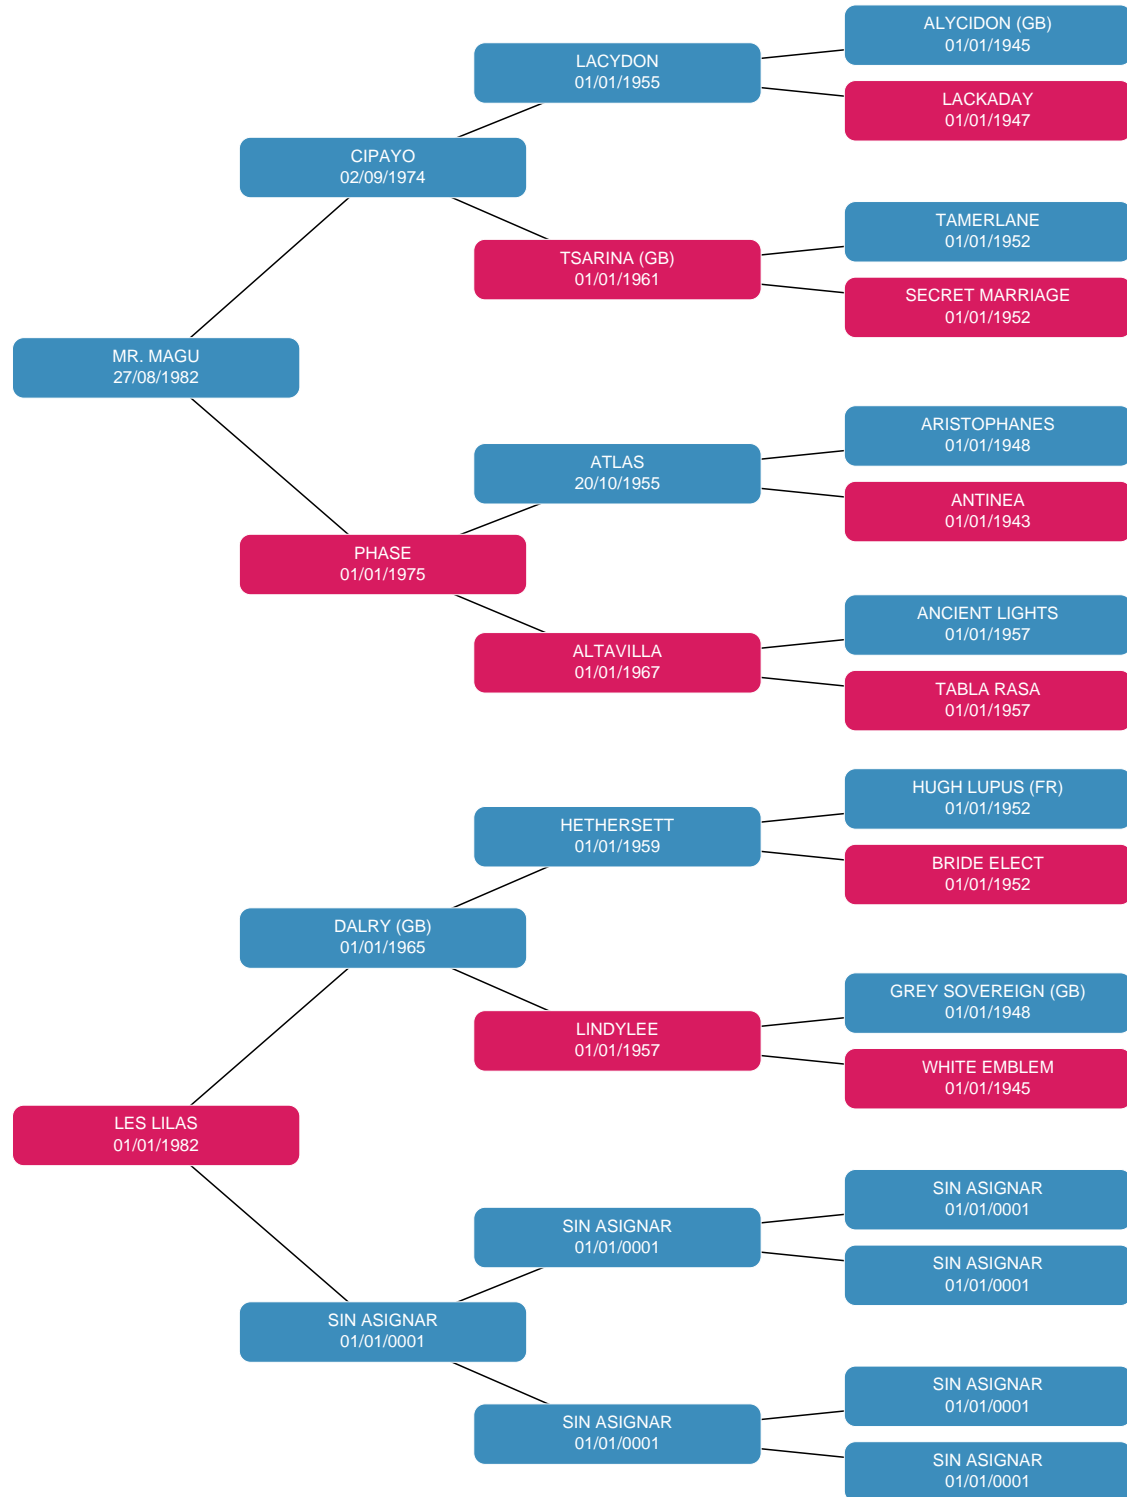 ALYCIDON (GB)
01/01/1945
LACYDON
01/01/1955
LACKADAY
01/01/1947
CIPAYO
02/09/1974
TAMERLANE
01/01/1952
TSARINA (GB)
01/01/1961
SECRET MARRIAGE
01/01/1952
MR. MAGU
27/08/1982
ARISTOPHANES
01/01/1948
ATLAS
20/10/1955
ANTINEA
01/01/1943
PHASE
01/01/1975
ANCIENT LIGHTS
01/01/1957
ALTAVILLA
01/01/1967
TABLA RASA
01/01/1957
HUGH LUPUS (FR)
01/01/1952
HETHERSETT
01/01/1959
BRIDE ELECT
01/01/1952
DALRY (GB)
01/01/1965
GREY SOVEREIGN (GB)
01/01/1948
LINDYLEE
01/01/1957
WHITE EMBLEM
01/01/1945
LES LILAS
01/01/1982
SIN ASIGNAR
01/01/0001
SIN ASIGNAR
01/01/0001
SIN ASIGNAR
01/01/0001
SIN ASIGNAR
01/01/0001
SIN ASIGNAR
01/01/0001
SIN ASIGNAR
01/01/0001
SIN ASIGNAR
01/01/0001